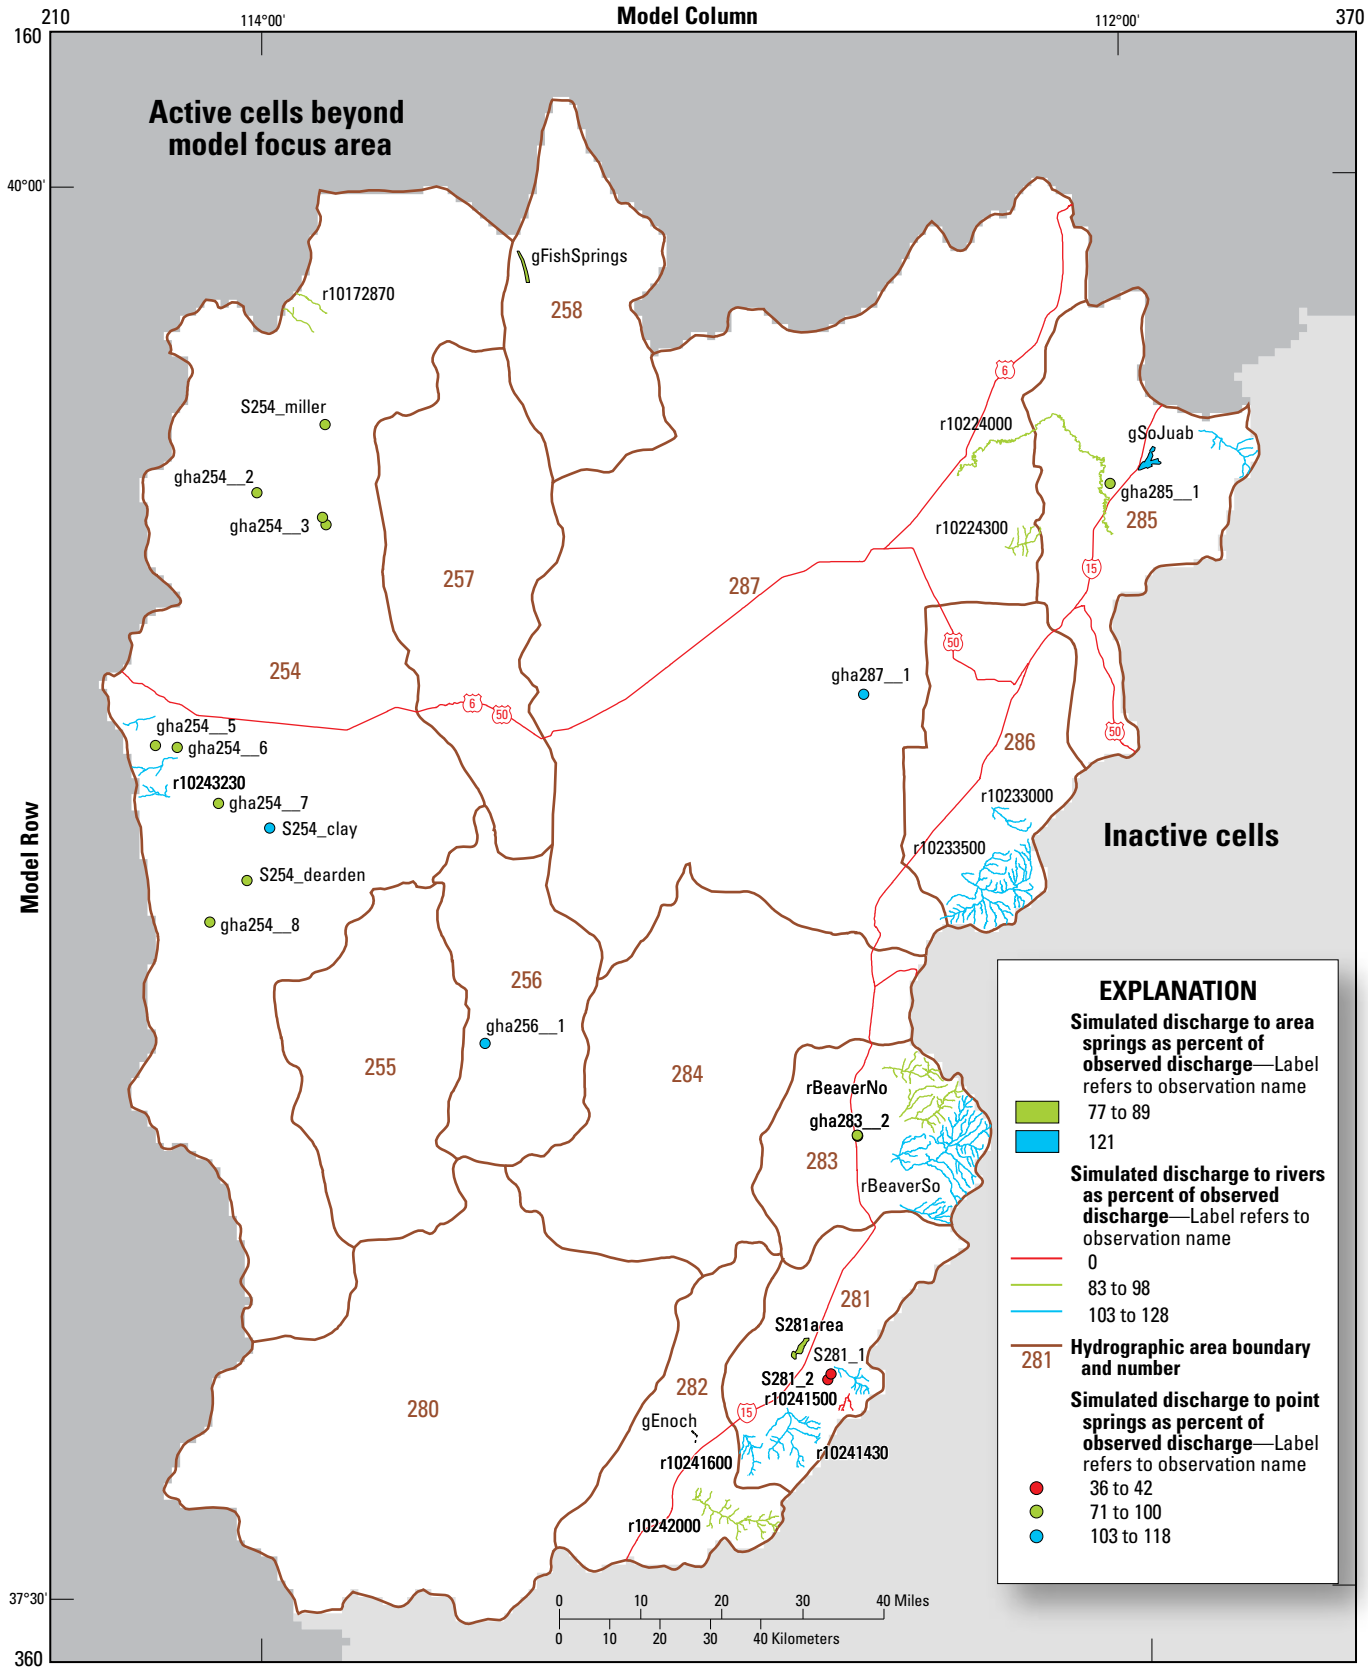 210
114°00'
Model Column
112°00'
370
160
Active cells beyond
model focus area
40°00'
gFishSprings
r10172870
258
6
S254_miller
r10224000
gSoJuab
gha254__2
gha285__1
gha254__3
r10224300
285
15
257
287
50
254
gha287__1
6
50
gha254__5
50
gha254__6
286
r10243230
r10233000
gha254__7
S254_clay
Inactive cells
r10233500
Model Row
S254_dearden
gha254__8
256
gha256__1
255
284
rBeaverNo
gha283__2
283
rBeaverSo
281
S281area
S281_1
S281_2
282
r10241500
280
15
gEnoch
r10241430
r10241600
r10242000
EXPLANATION
Simulated discharge to area
springs as percent of
observed discharge—Label
refers to observation name
77 to 89
121
Simulated discharge to rivers
as percent of observed
discharge—Label refers to
observation name
0
83 to 98
103 to 128
Hydrographic area boundary
281 and number
Simulated discharge to point
springs as percent of
observed discharge—Label
refers to observation name
36 to 42
71 to 100
103 to 118
37°30'
0 10 20 30 40 Miles
0 10 20 30 40 Kilometers
360